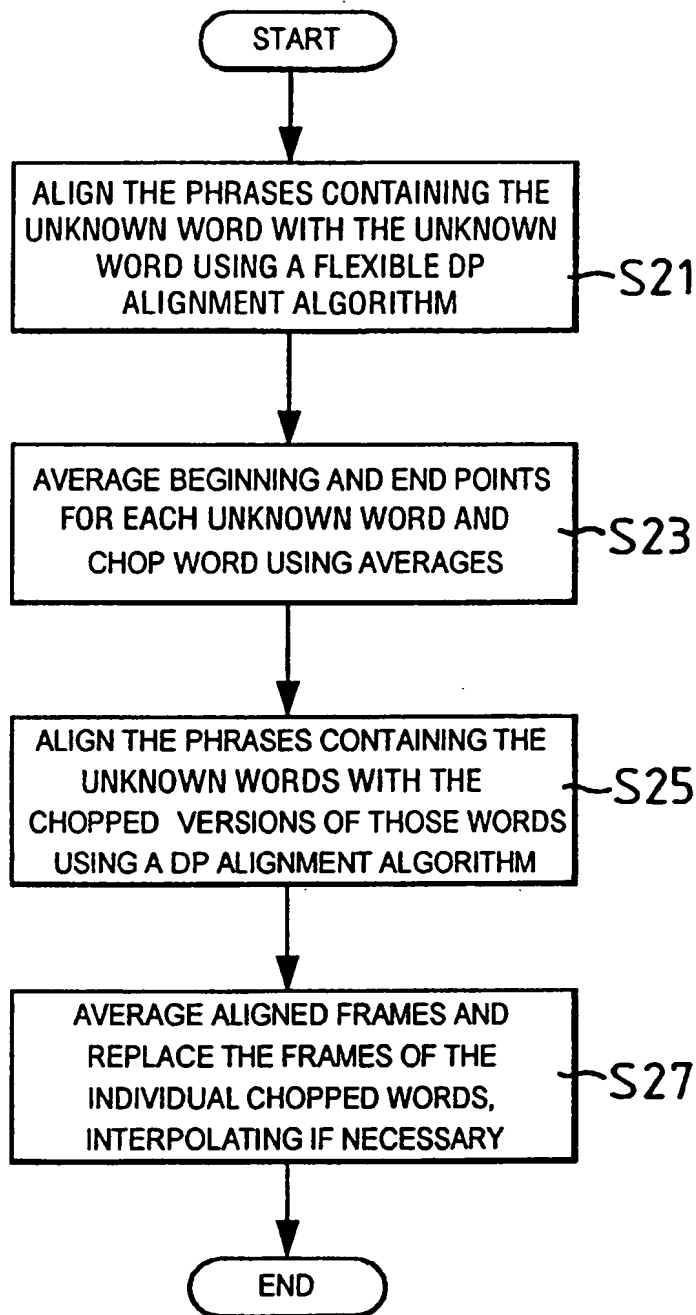 START
ALIGN THE PHRASES CONTAINING THE
UNKNOWN WORD WITH THE UNKNOWN
WORD USING A FLEXIBLE DP
ALIGNMENT ALGORITHM
S21
AVERAGE BEGINNING AND END POINTS
FOR EACH UNKNOWN WORD AND
CHOP WORD USING AVERAGES
S23
ALIGN THE PHRASES CONTAINING THE
UNKNOWN WORDS WITH THE
CHOPPED VERSIONS OF THOSE WORDS
USING A DP ALIGNMENT ALGORITHM
S25
AVERAGE ALIGNED FRAMES AND
REPLACE THE FRAMES OF THE
INDIVIDUAL CHOPPED WORDS,
INTERPOLATING IF NECESSARY
S27
END